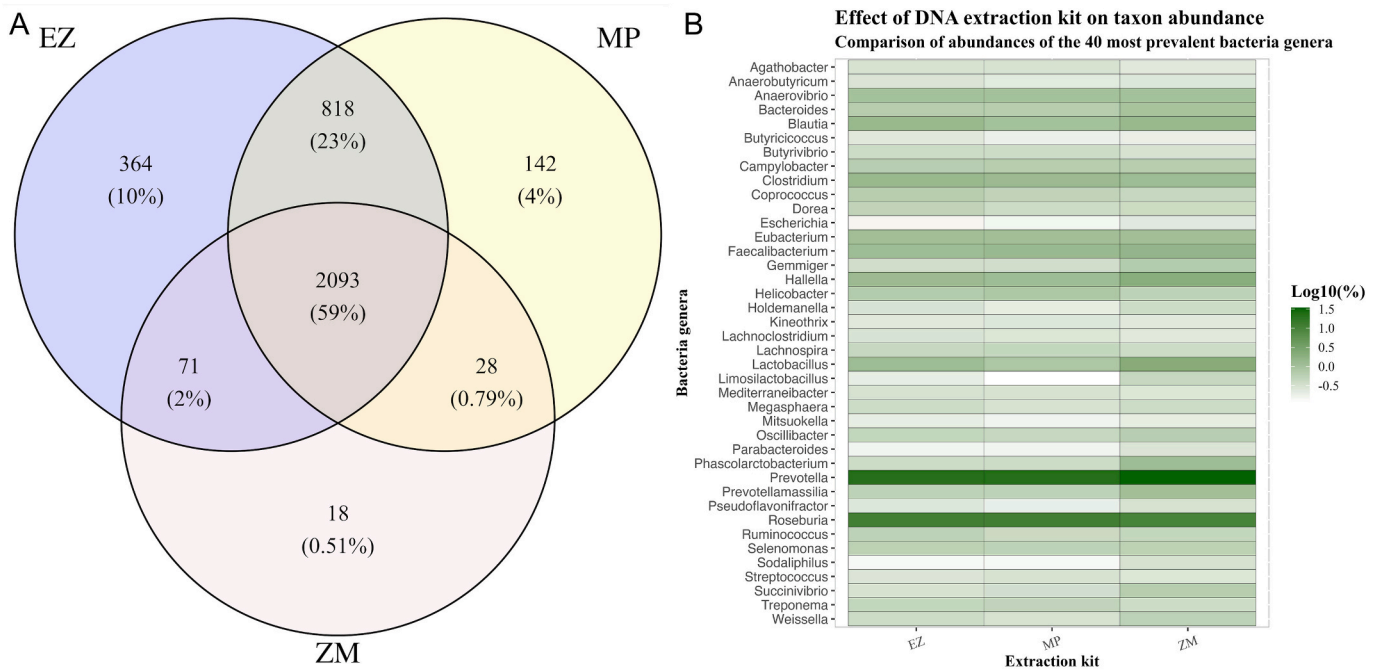 A
EZ
MP
818
(23%)
364
(10%)
142
(4%)
2093
(59%)
71
(2%)
28
(0.79%)
18
(0.51%)
ZM
B
Effect of DNA extraction kit on taxon abundance
Comparison of abundances of the 40 most prevalent bacteria genera
Bacteria genera
Agathobacter
Anaerobutyricum
Anaerovibrio
Bacteroides
Blautia
Butyricicoccus
Butyrivibrio
Campylobacter
Clostridium
Coprococcus
Dorea
Escherichia
Eubacterium
Faecalibacterium
Gemmiger
Hallella
Helicobacter
Holdemanella
Kineothrix
Lachnoclostridium
Lachnospira
Lactobacillus
Limosilactobacillus
Mediterraneibacter
Megasphaera
Mitsuokella
Oscillibacter
Parabacteroides
Phascolarctobacterium
Prevotella
Prevotellamassilia
Pseudoflavonifractor
Roseburia
Ruminococcus
Selenomonas
Sodaliphilus
Streptococcus
Succinivibrio
Treponema
Weissella
EZ
MP
ZM
Extraction kit
Log10(%)
1.5
1.0
0.5
0.0
-0.5